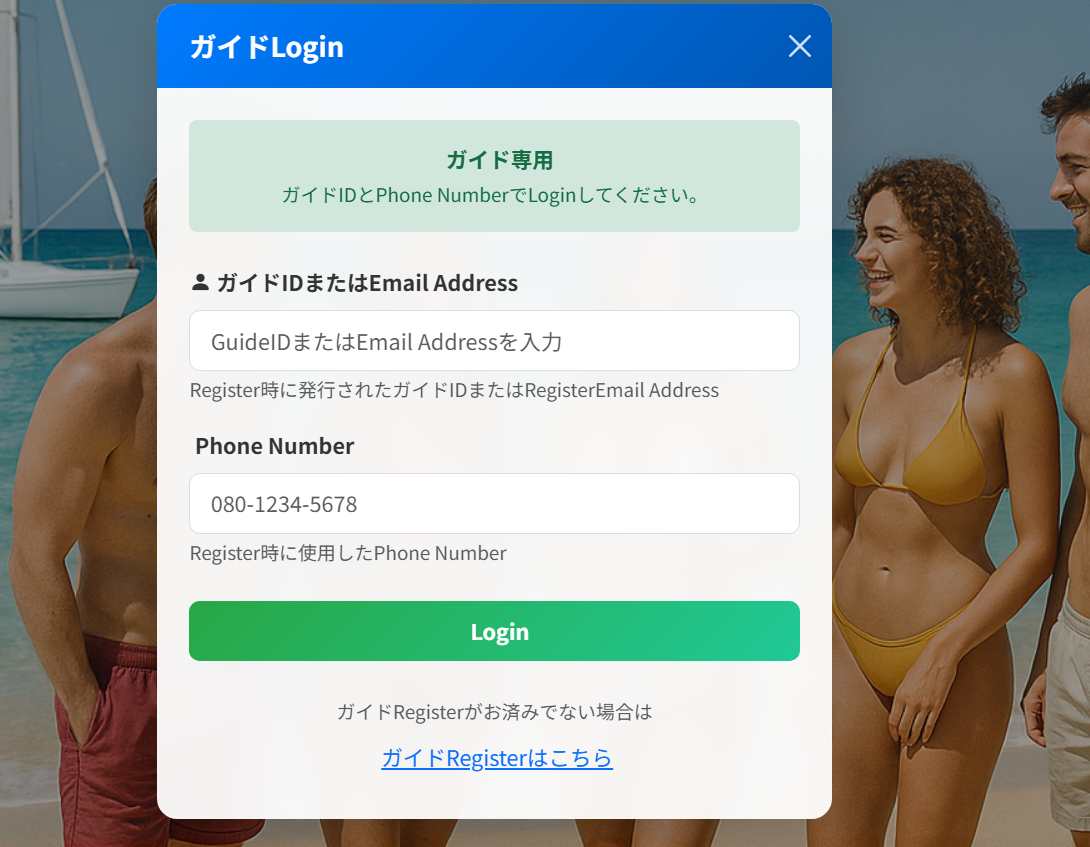 ガイドLogin
ガイド専用
ガイドIDとPhone NumberでLoginしてください。
ガイドIDまたはEmail Address
GuideIDまたはEmail Addressを入力
Register時に発行されたガイドIDまたはRegisterEmail Address
Phone Number
080-1234-5678
Register時に使用したPhone Number
Login
ガイドRegisterがお済みでない場合は
ガイドRegisterはこちら